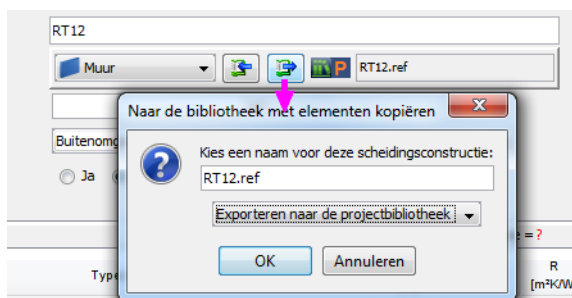 RT12
Muur
P
RT12.ref
Naar de bibliotheek met elementen kopiëren
Buitenomg
Kies een naam voor deze scheidingsconstructie:
RT12.ref
Ja
Exporteren naar de projectbibliotheek
= ?
OK
Annuleren
Type
R
[m²K/W